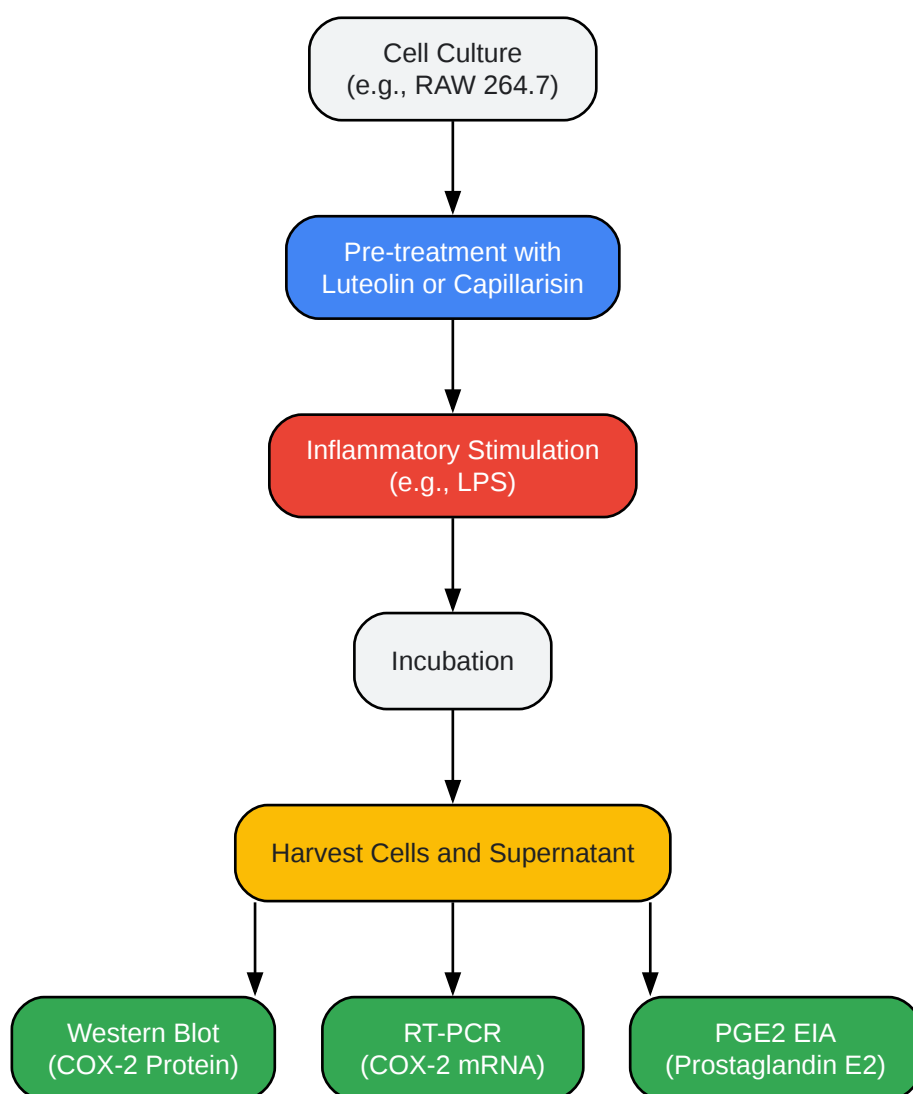 Cell Culture
(e.g., RAW 264.7)
Pre-treatment with
Luteolin or Capillarisin
Inflammatory Stimulation
(e.g., LPS)
Incubation
Harvest Cells and Supernatant
Western Blot
(COX-2 Protein)
RT-PCR
(COX-2 mRNA)
PGE2 EIA
(Prostaglandin E2)